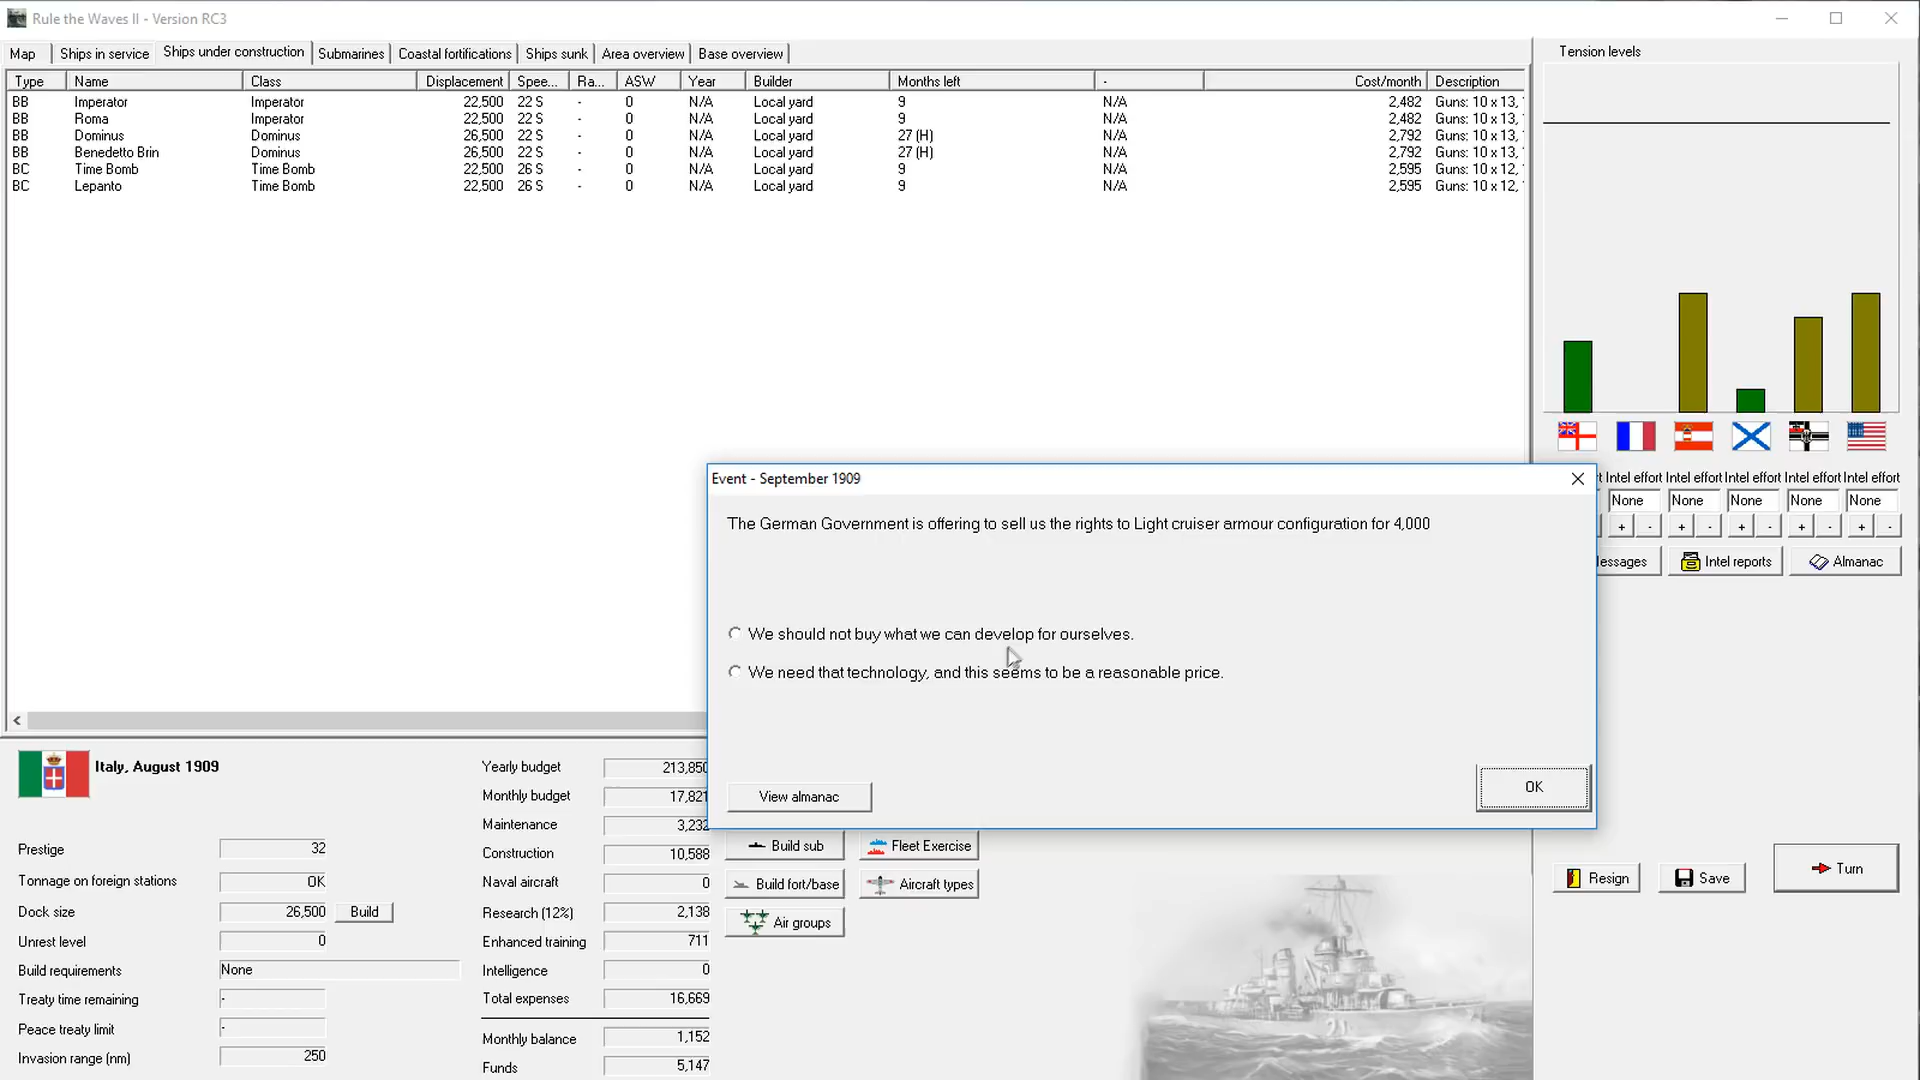 Rule the Waves II - Version RC3
Map Ships in service Ships under construction Submarines Coastal fortifications Ships sunk Area overview Base overview
Type Name Class Displacement Spee... Ra... ASW Year Builder Months left - Cost/month Description
BB Imperator Imperator 22,500 22 S - 0 N/A Local yard 9 N/A 2,482 Guns: 10 x 13,
BB Roma Imperator 22,500 22 S - 0 N/A Local yard 9 N/A 2,482 Guns: 10 x 13,
BB Dominus Dominus 26,500 22 S - 0 N/A Local yard 27 (H) N/A 2,792 Guns: 10 x 13,
BB Benedetto Brin Dominus 26,500 22 S - 0 N/A Local yard 27 (H) N/A 2,792 Guns: 10 x 13,
BC Time Bomb Time Bomb 22,500 26 S - 0 N/A Local yard 9 N/A 2,595 Guns: 10 x 12,
BC Lepanto Time Bomb 22,500 26 S - 0 N/A Local yard 9 N/A 2,595 Guns: 10 x 12,
Tension levels
Intel effort Intel effort Intel effort Intel effort Intel effort
None None None None None
+ - + - + - + - + -
essages Intel reports Almanac
Event - September 1909
The German Government is offering to sell us the rights to Light cruiser armour configuration for 4,000
We should not buy what we can develop for ourselves.
We need that technology, and this seems to be a reasonable price.
View almanac OK
Italy, August 1909
Prestige 32
Tonnage on foreign stations OK
Dock size 26,500 Build
Unrest level 0
Build requirements None
Treaty time remaining -
Peace treaty limit -
Invasion range (nm) 250
Yearly budget 213,850
Monthly budget 17,821
Maintenance 3,232
Construction 10,588
Naval aircraft 0
Research (12%) 2,138
Enhanced training 711
Intelligence 0
Total expenses 16,669
Monthly balance 1,152
Funds 5,147
Build sub Fleet Exercise
Build fort/base Aircraft types
Air groups
Resign Save Turn